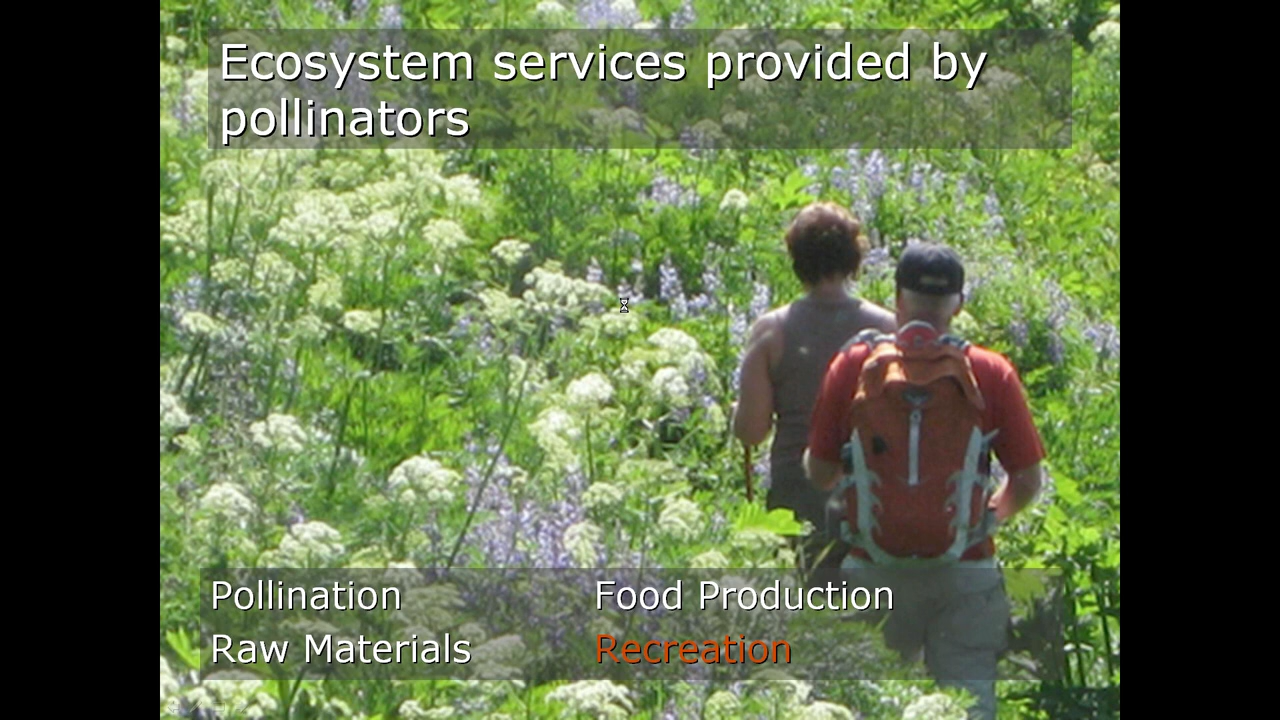 Ecosystem services provided by
pollinators
Pollination
Food Production
Raw Materials
Recreation